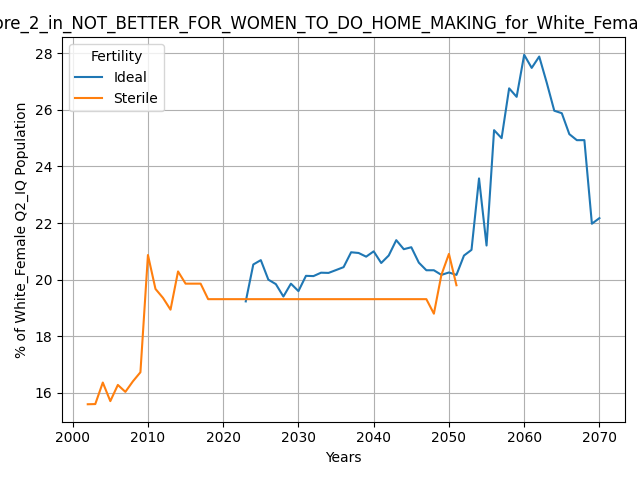 ore_2_in_NOT_BETTER_FOR_WOMEN_TO_DO_HOME_MAKING_for_White_Fema
Fertility
Ideal
Sterile
% of White_Female Q2_IQ Population
28
26
24
22
20
18
16
2000 2010 2020 2030 2040 2050 2060 2070
Years